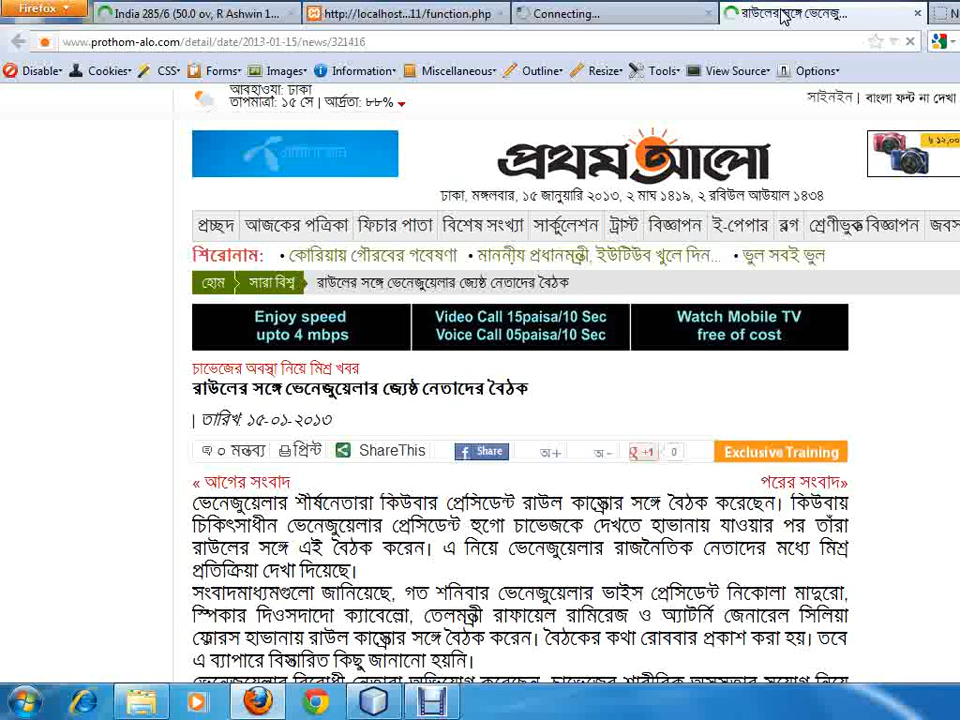 Firefox
India 285/6 (50.0 ov, R Ashwin 1...
http://localhost...11/function.php
Connecting...
রাউলের সঙ্গে ভেনেজু...
www.prothom-alo.com/detail/date/2013-01-15/news/321416
Disable Cookies CSS Forms Images Information Miscellaneous Outline Resize Tools View Source Options
আবহাওয়া: ঢাকা
তাপমাত্রা: ১৫ সে | আর্দ্রতা: ৮৮%
সাইনইন | বাংলা ফন্ট না দেখা
প্রথম আলো
৳ ১২,০০
ঢাকা, মঙ্গলবার, ১৫ জানুয়ারি ২০১৩, ২ মাঘ ১৪১৯, ২ রবিউল আউয়াল ১৪৩৪
প্রচ্ছদ আজকের পত্রিকা ফিচার পাতা বিশেষ সংখ্যা সার্কুলেশন ট্রাস্ট বিজ্ঞাপন ই-পেপার ব্লগ শ্রেণীভুক্ত বিজ্ঞাপন জবস
শিরোনাম: • কোরিয়ায় গৌরবের গবেষণা • মাননীয় প্রধানমন্ত্রী, ইউটিউব খুলে দিন... • ভুল সবই ভুল
হোম সারা বিশ্ব রাউলের সঙ্গে ভেনেজুয়েলার জ্যেষ্ঠ নেতাদের বৈঠক
Enjoy speed upto 4 mbps
Video Call 15paisa/10 Sec Voice Call 05paisa/10 Sec
Watch Mobile TV free of cost
চাভেজের অবস্থা নিয়ে মিশ্র খবর
রাউলের সঙ্গে ভেনেজুয়েলার জ্যেষ্ঠ নেতাদের বৈঠক
| তারিখ: ১৫-০১-২০১৩
০ মন্তব্য প্রিন্ট ShareThis Share অ+ অ- +1 0 Exclusive Training
« আগের সংবাদ পরের সংবাদ»
ভেনেজুয়েলার শীর্ষনেতারা কিউবার প্রেসিডেন্ট রাউল কাস্ত্রোর সঙ্গে বৈঠক করেছেন। কিউবায়
চিকিৎসাধীন ভেনেজুয়েলার প্রেসিডেন্ট হুগো চাভেজকে দেখতে হাভানায় যাওয়ার পর তাঁরা
রাউলের সঙ্গে এই বৈঠক করেন। এ নিয়ে ভেনেজুয়েলার রাজনৈতিক নেতাদের মধ্যে মিশ্র
প্রতিক্রিয়া দেখা দিয়েছে।
সংবাদমাধ্যমগুলো জানিয়েছে, গত শনিবার ভেনেজুয়েলার ভাইস প্রেসিডেন্ট নিকোলা মাদুরো,
স্পিকার দিওসদাদো ক্যাবেল্লো, তেলমন্ত্রী রাফায়েল রামিরেজ ও অ্যাটর্নি জেনারেল সিলিয়া
ফ্লোরস হাভানায় রাউল কাস্ত্রোর সঙ্গে বৈঠক করেন। বৈঠকের কথা রোববার প্রকাশ করা হয়। তবে
এ ব্যাপারে বিস্তারিত কিছু জানানো হয়নি।